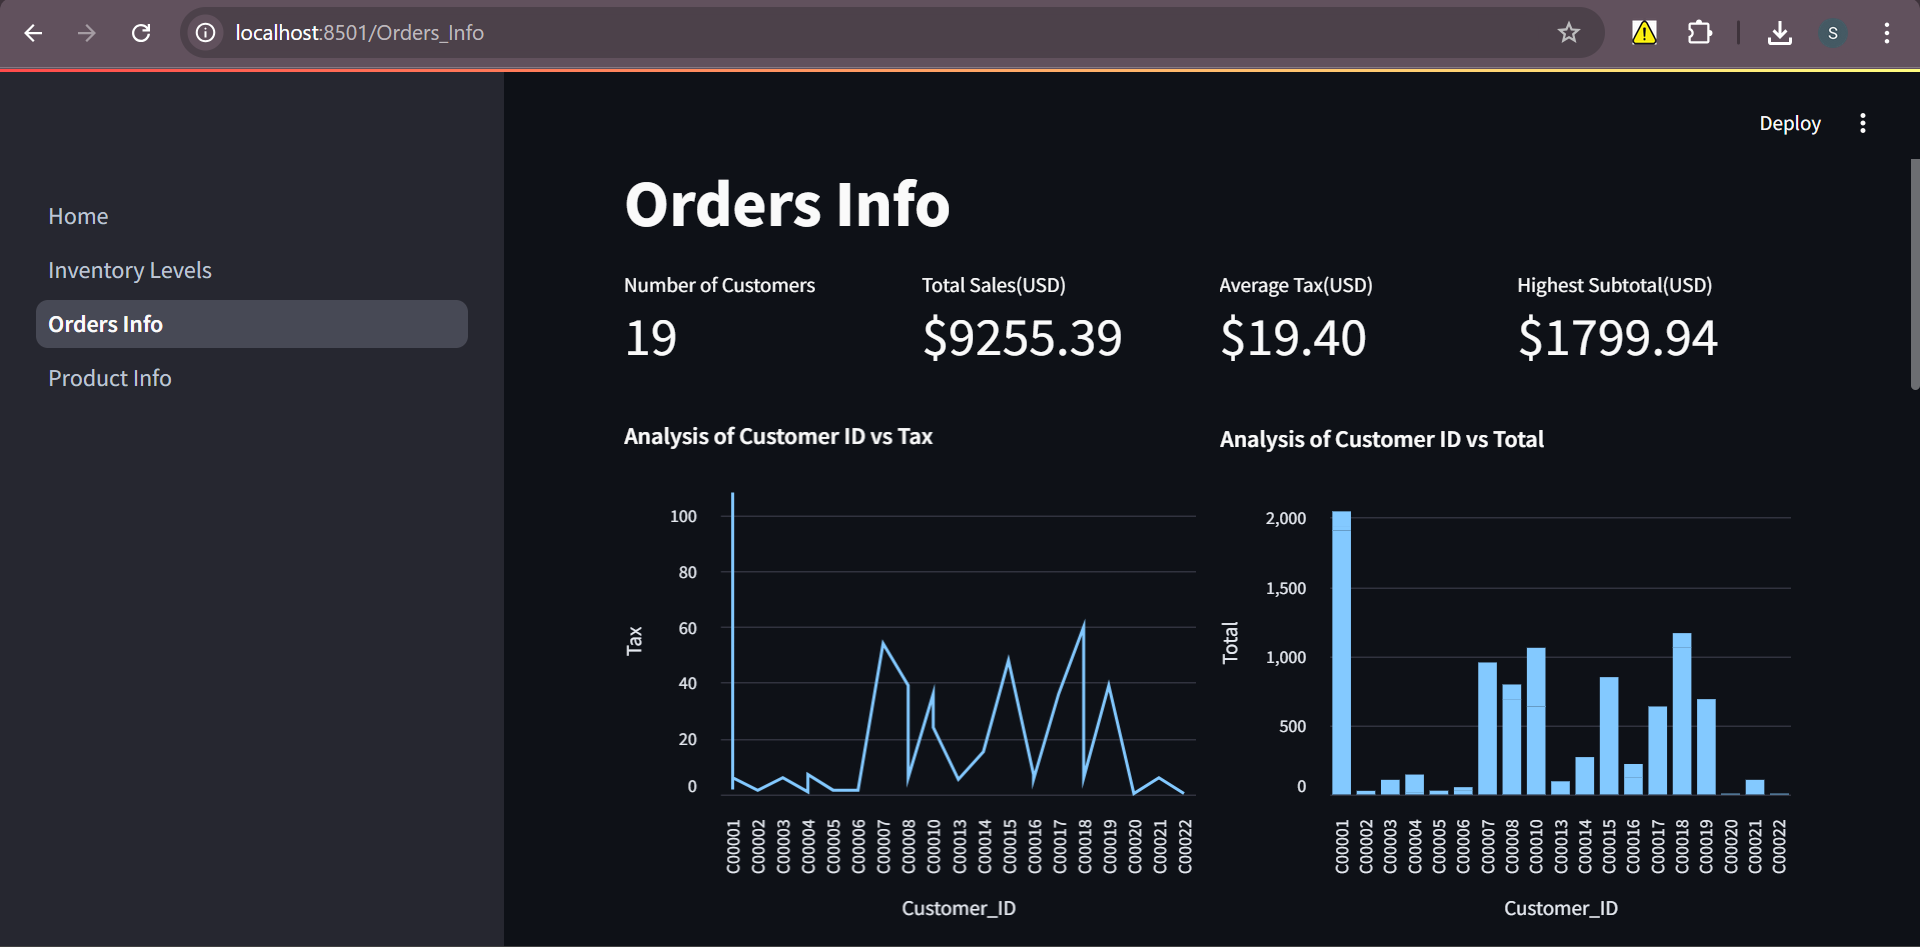 localhost:8501/Orders_Info
S
Deploy
Home
Inventory Levels
Orders Info
Product Info
Orders Info
Number of Customers
19
Total Sales(USD)
$9255.39
Average Tax(USD)
$19.40
Highest Subtotal(USD)
$1799.94
Analysis of Customer ID vs Tax
100
80
60
40
20
0
Tax
C00001
C00002
C00003
C00004
C00005
C00006
C00007
C00008
C00010
C00013
C00014
C00015
C00016
C00017
C00018
C00019
C00020
C00021
C00022
Customer_ID
Analysis of Customer ID vs Total
2,000
1,500
1,000
500
0
Total
C00001
C00002
C00003
C00004
C00005
C00006
C00007
C00008
C00010
C00013
C00014
C00015
C00016
C00017
C00018
C00019
C00020
C00021
C00022
Customer_ID